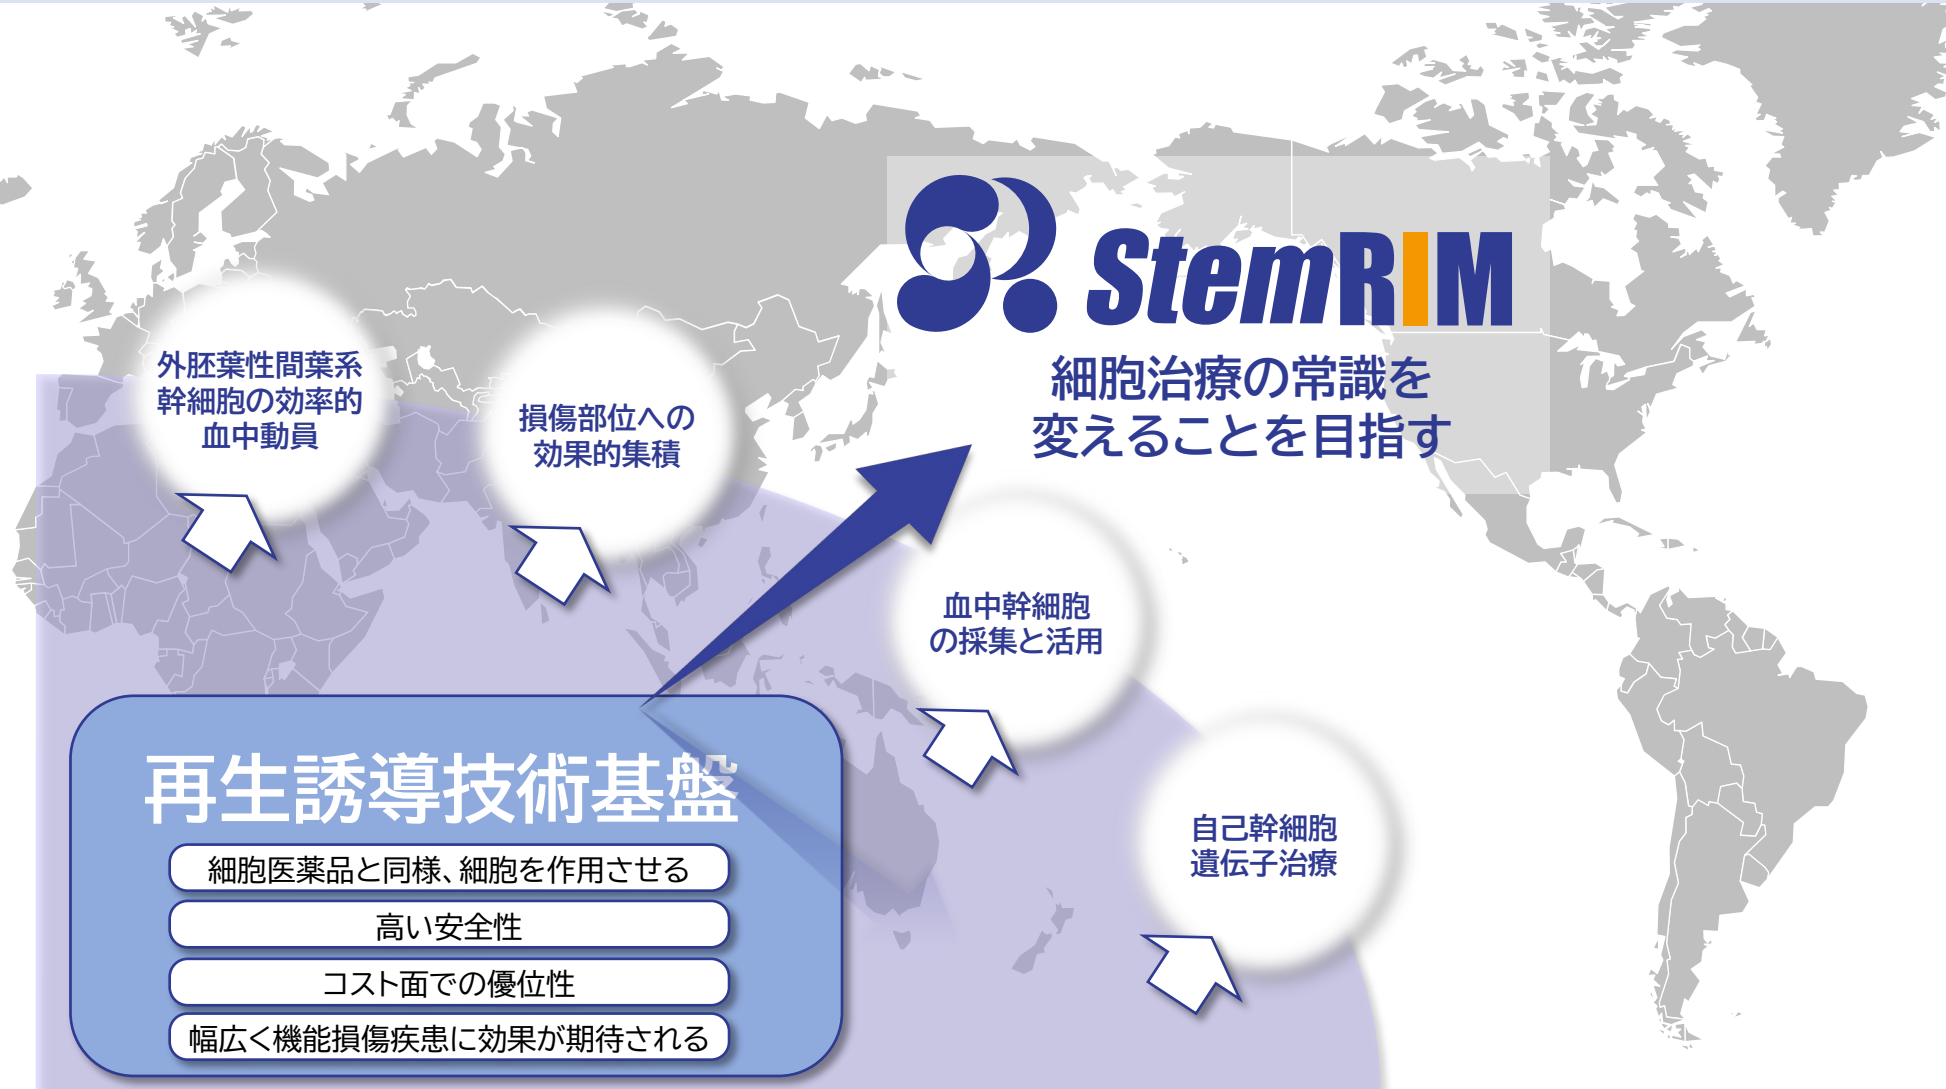 StemRIM
細胞治療の常識を
変えることを目指す
外胚葉性間葉系
幹細胞の効率的
血中動員
損傷部位への
効果的集積
血中幹細胞
の採集と活用
自己幹細胞
遺伝子治療
再生誘導技術基盤
細胞医薬品と同様、細胞を作用させる
高い安全性
コスト面での優位性
幅広く機能損傷疾患に効果が期待される